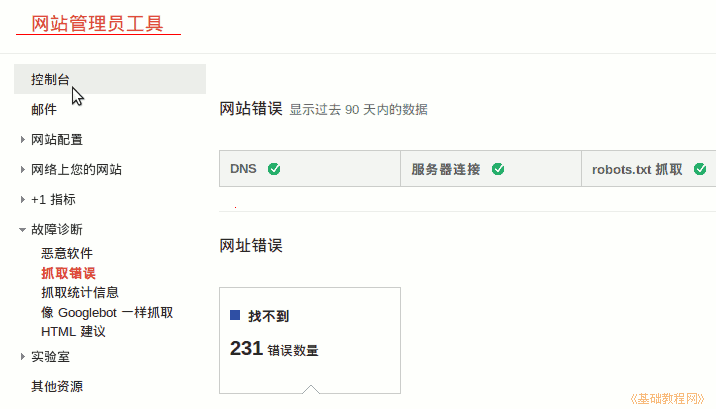 网站管理员工具
控制台
邮件
网站配置
网络上您的网站
+1 指标
故障诊断
恶意软件
抓取错误
抓取统计信息
像 Googlebot 一样抓取
HTML 建议
实验室
其他资源
网站错误 显示过去 90 天内的数据
DNS 服务器连接 robots.txt 抓取
网址错误
找不到
231 错误数量
《基础教程网》